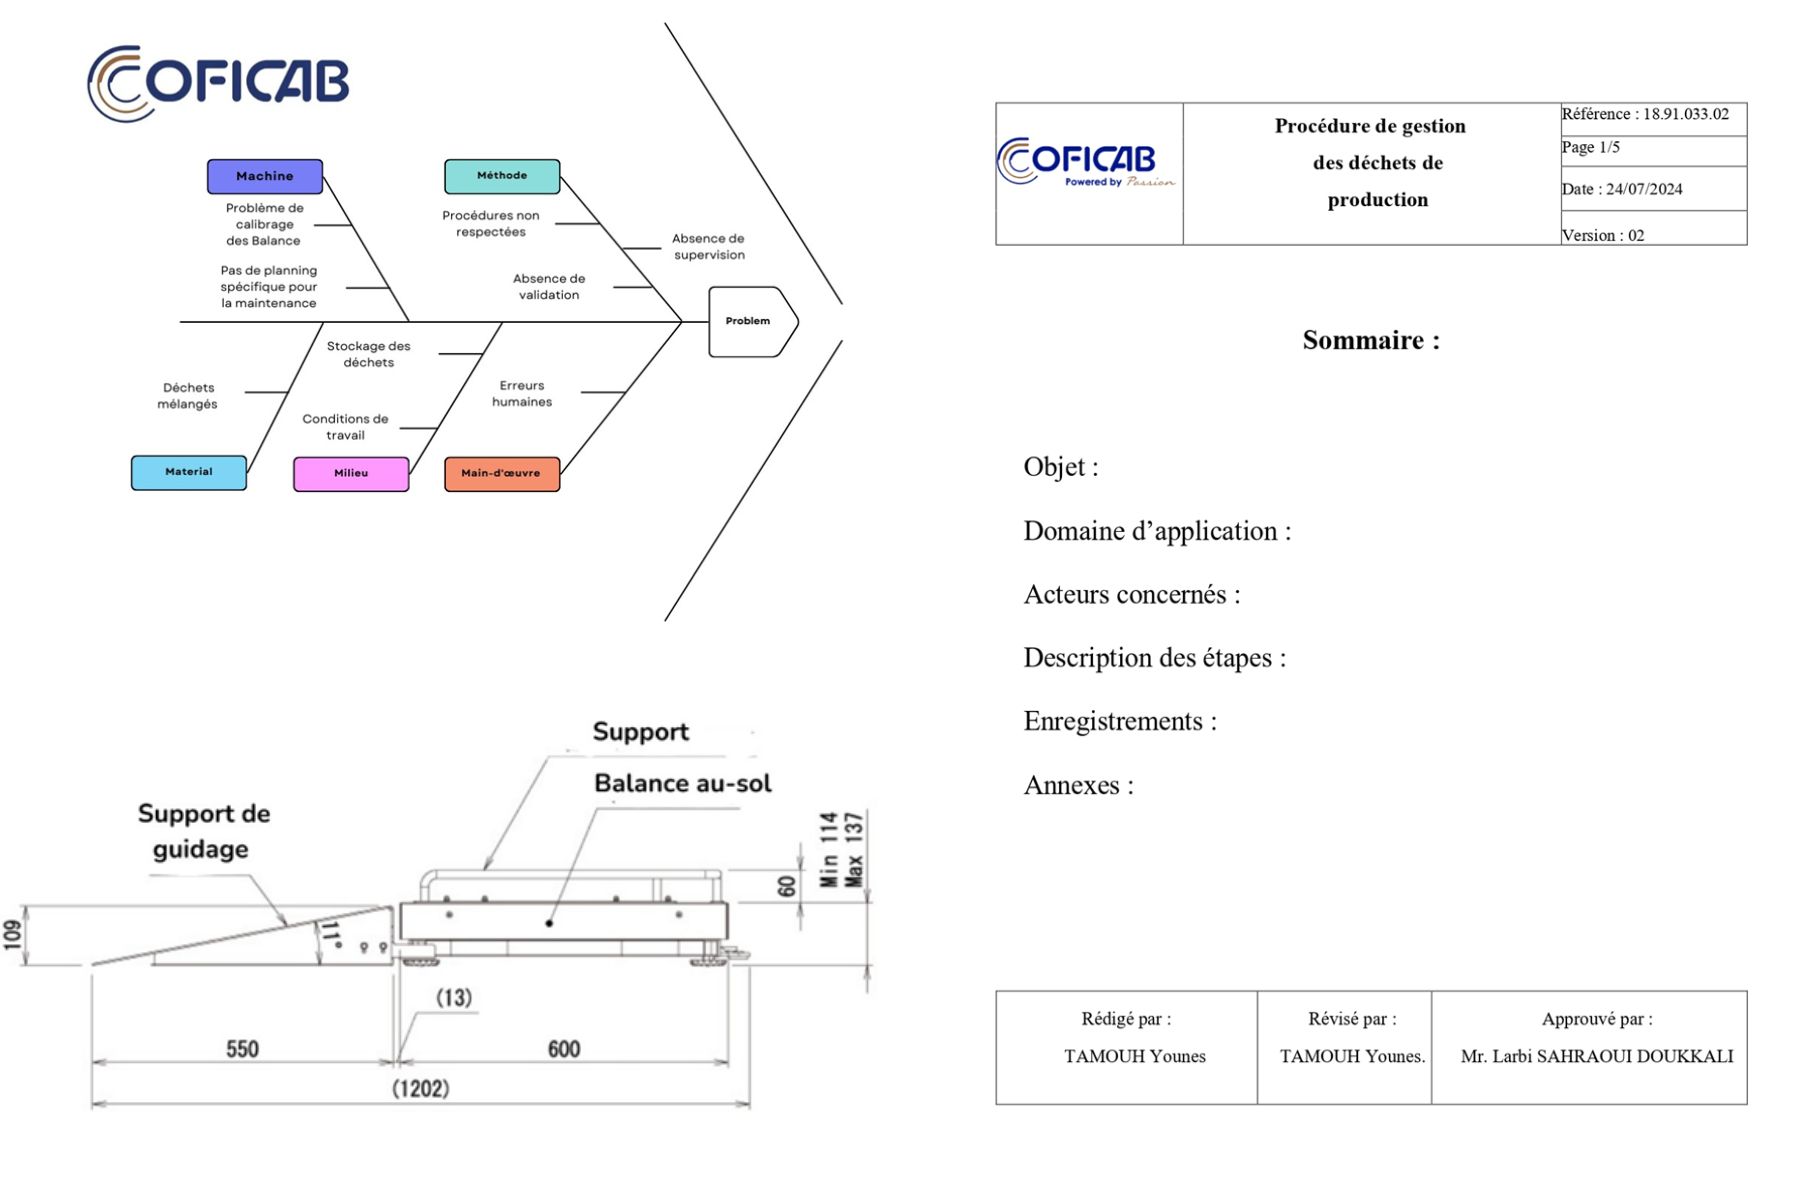 COFICAB
Machine
Méthode
Problème de
calibrage
des Balance
Procédures non
respectées
Absence de
supervision
Pas de planning
spécifique pour
la maintenance
Absence de
validation
Problem
Stockage des
déchets
Déchets
mélangés
Erreurs
humaines
Conditions de
travail
Material
Milieu
Main-d'œuvre
Support
Balance au-sol
Support de
guidage
Min 114
Max 137
60
109
11°
(13)
550
600
(1202)
COFICAB
Powered by Passion
Procédure de gestion
des déchets de
production
Référence : 18.91.033.02
Page 1/5
Date : 24/07/2024
Version : 02
Sommaire :
Objet :
Domaine d’application :
Acteurs concernés :
Description des étapes :
Enregistrements :
Annexes :
Rédigé par :
TAMOUH Younes
Révisé par :
TAMOUH Younes.
Approuvé par :
Mr. Larbi SAHRAOUI DOUKKALI